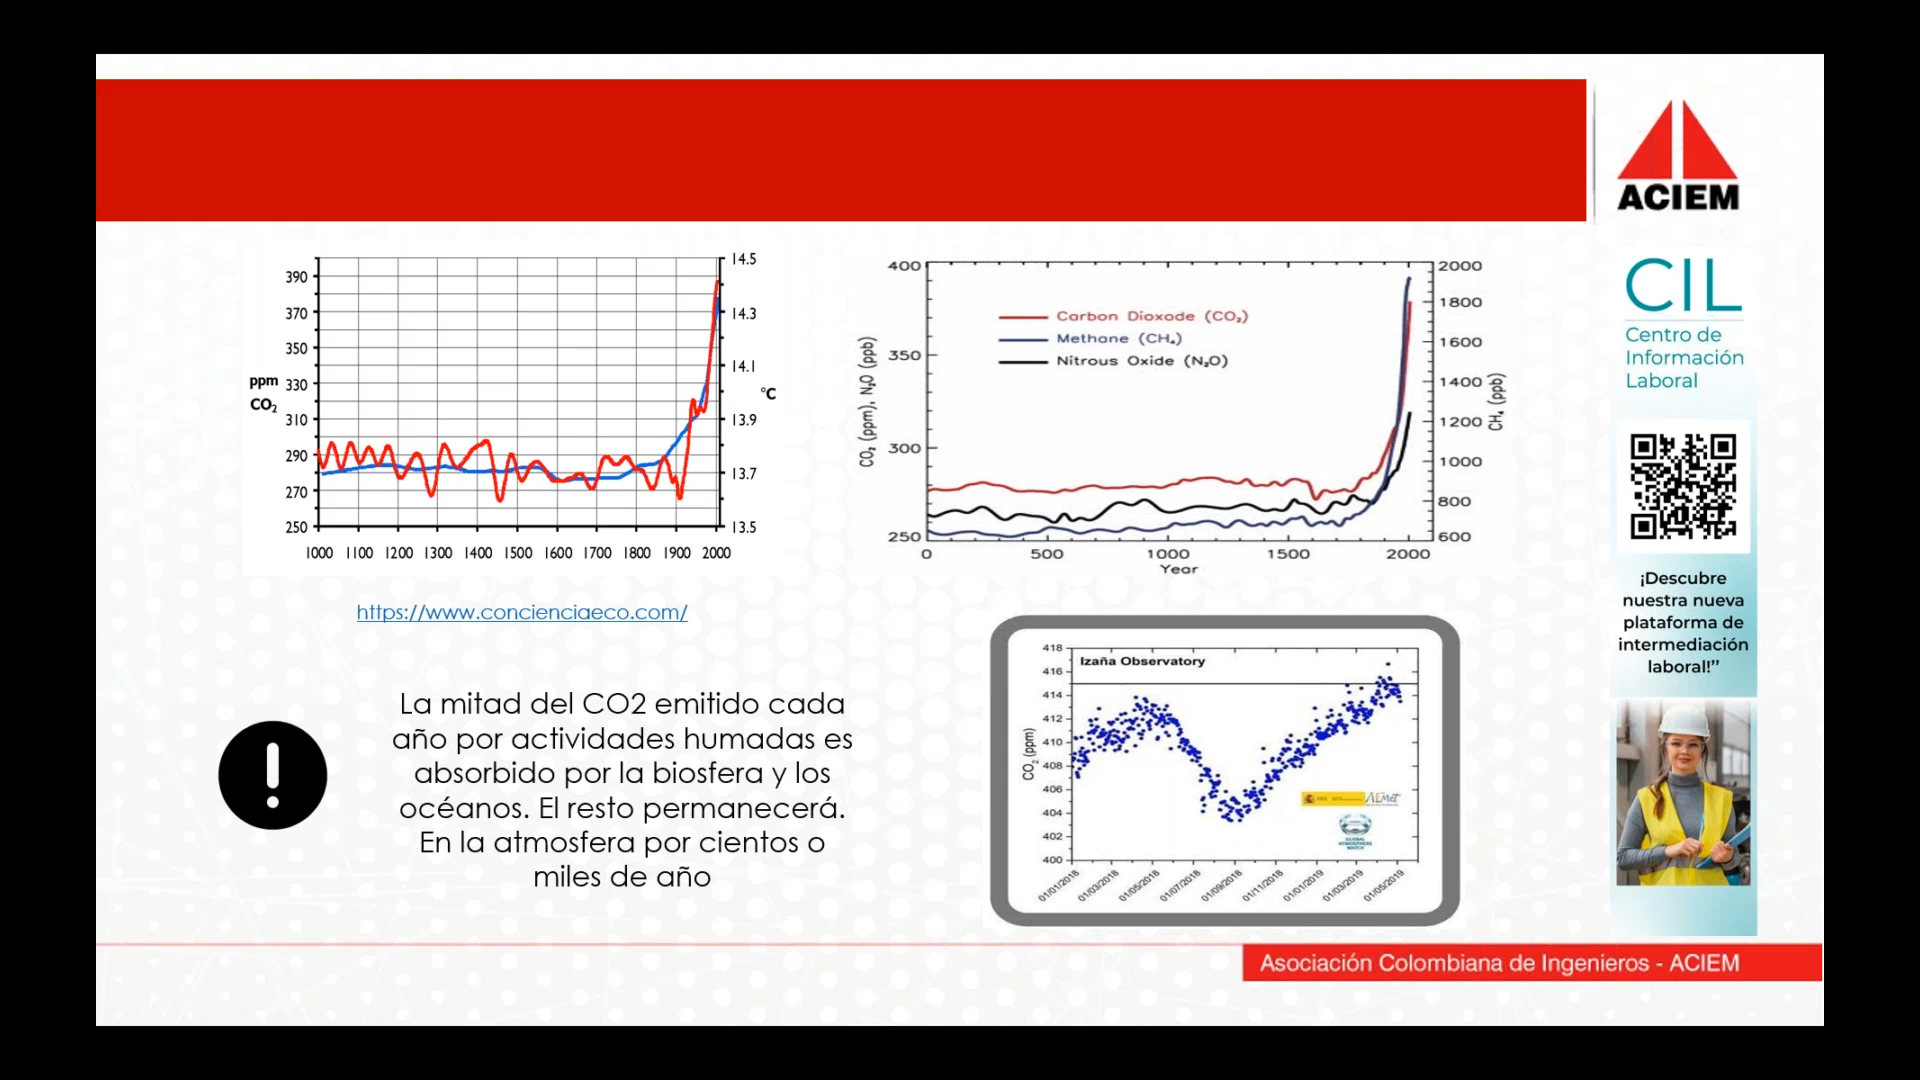 ACIEM
390
370
350
330
310
290
270
250
ppm
CO₂
14.5
14.3
14.1
13.9
13.7
13.5
°C
1000 1100 1200 1300 1400 1500 1600 1700 1800 1900 2000
https://www.concienciaeco.com/
400
350
300
250
CO₂ (ppm), N₂O (ppb)
Carbon Dioxode (CO₂)
Methane (CH₄)
Nitrous Oxide (N₂O)
2000
1800
1600
1400
1200
1000
800
600
CH₄ (ppb)
0 500 1000 1500 2000
Year
La mitad del CO2 emitido cada
año por actividades humadas es
absorbido por la biosfera y los
océanos. El resto permanecerá.
En la atmosfera por cientos o
miles de año
Izaña Observatory
418
416
414
412
410
408
406
404
402
400
CO₂ (ppm)
AEmet
GLOBAL
ATMOSPHERE
WATCH
01/01/2018 01/03/2018 01/05/2018 01/07/2018 01/09/2018 01/11/2018 01/01/2019 01/03/2019 01/05/2019
CIL
Centro de
Información
Laboral
¡Descubre
nuestra nueva
plataforma de
intermediación
laboral!”
Asociación Colombiana de Ingenieros - ACIEM